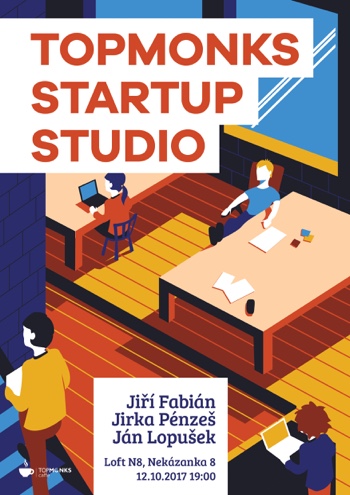 TOPMONKS
STARTUP
STUDIO
Jiří Fabián
Jirka Pénzeš
Ján Lopušek
Loft N8, Nekázanka 8
12.10.2017 19:00
TOPMONKS